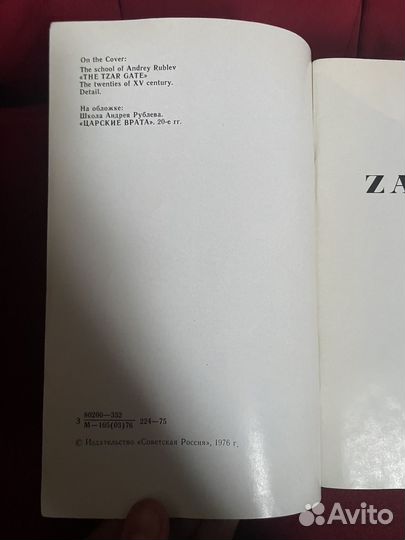 On the Cover:
The school of Andrey Rublev
«THE TZAR GATE»
The twenties of XV century.
Detail.
На обложке:
Школа Андрея Рублева.
«ЦАРСКИЕ ВРАТА». 20-е гг.
ZA
80200—352
З ――― 224—75
М—105(03)76
© Издательство «Советская Россия», 1976 г.
Avito